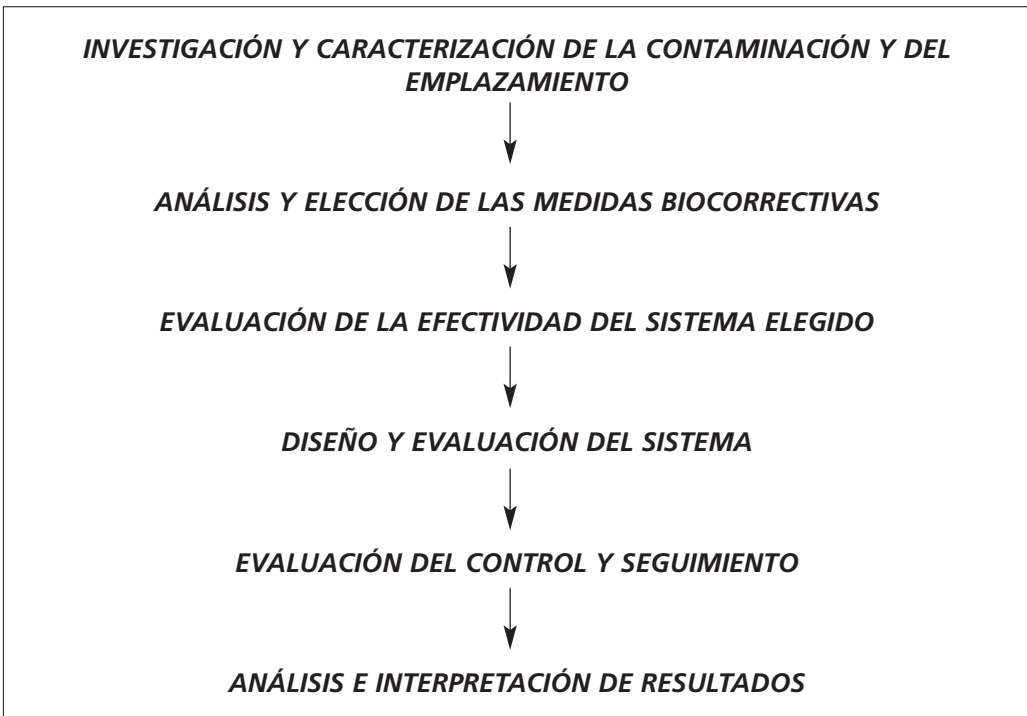 INVESTIGACIÓN Y CARACTERIZACIÓN DE LA CONTAMINACIÓN Y DEL
EMPLAZAMIENTO
ANÁLISIS Y ELECCIÓN DE LAS MEDIDAS BIOCORRECTIVAS
EVALUACIÓN DE LA EFECTIVIDAD DEL SISTEMA ELEGIDO
DISEÑO Y EVALUACIÓN DEL SISTEMA
EVALUACIÓN DEL CONTROL Y SEGUIMIENTO
ANÁLISIS E INTERPRETACIÓN DE RESULTADOS